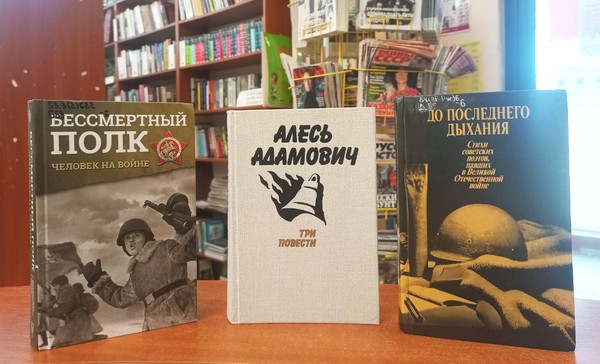 БЕССМЕРТНЫЙ
ПОЛК
ЧЕЛОВЕК НА ВОЙНЕ
АЛЕСЬ
АДАМОВИЧ
ТРИ
ПОВЕСТИ
ДО ПОСЛЕДНЕГО
ДЫХАНИЯ
Стихи
советских
поэтов,
павших
в Великой
Отечественной
войне